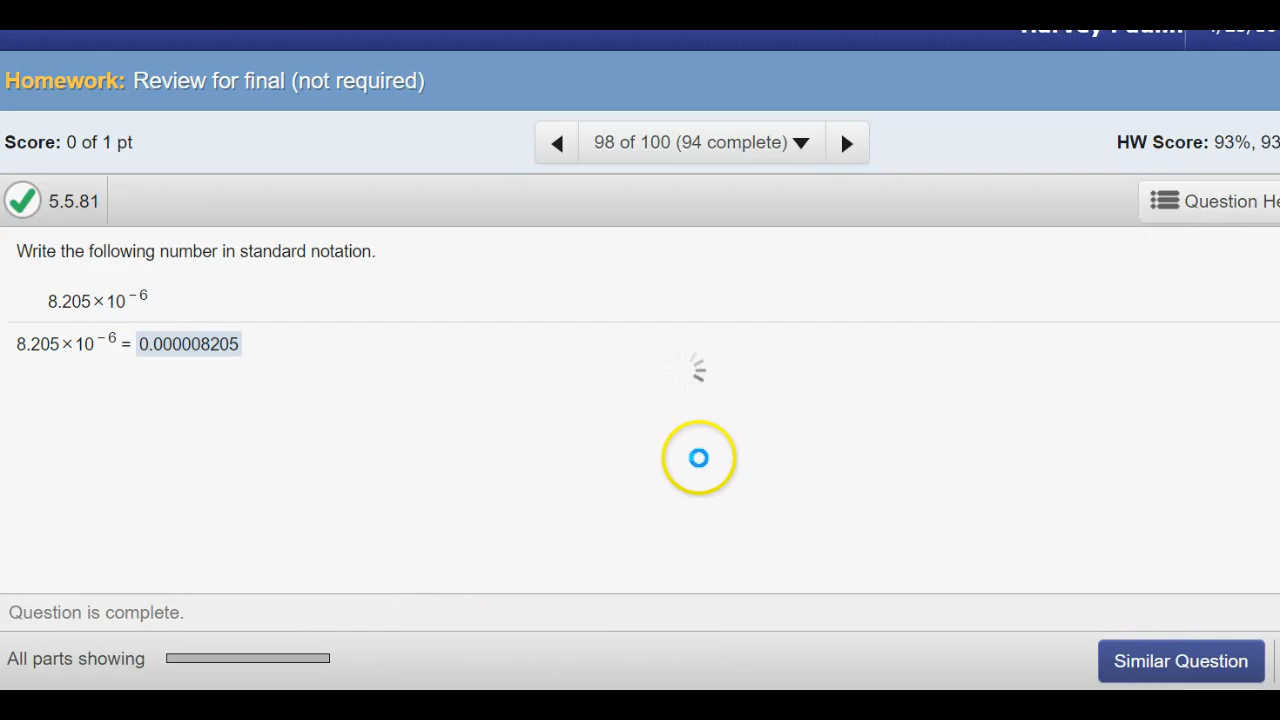 Homework: Review for final (not required)
Score: 0 of 1 pt
98 of 100 (94 complete)
HW Score: 93%, 93
5.5.81
Question He
Write the following number in standard notation.
8.205×10⁻⁶
8.205×10⁻⁶ = 0.000008205
Question is complete.
All parts showing
Similar Question